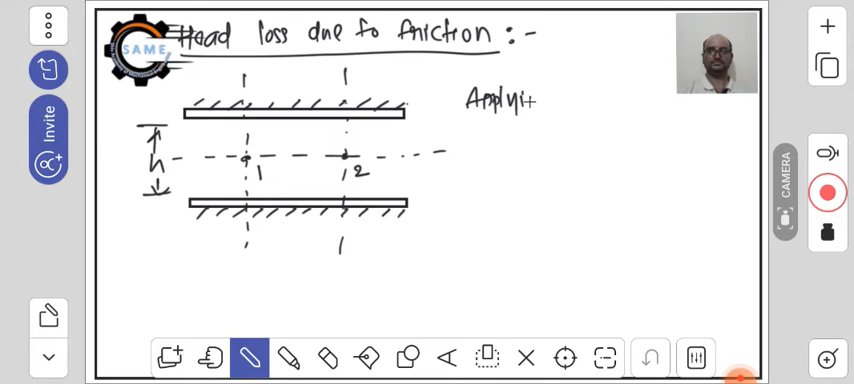 Head loss due to friction :-
SAME
Applyi
h
1
2
Invite
CAMERA